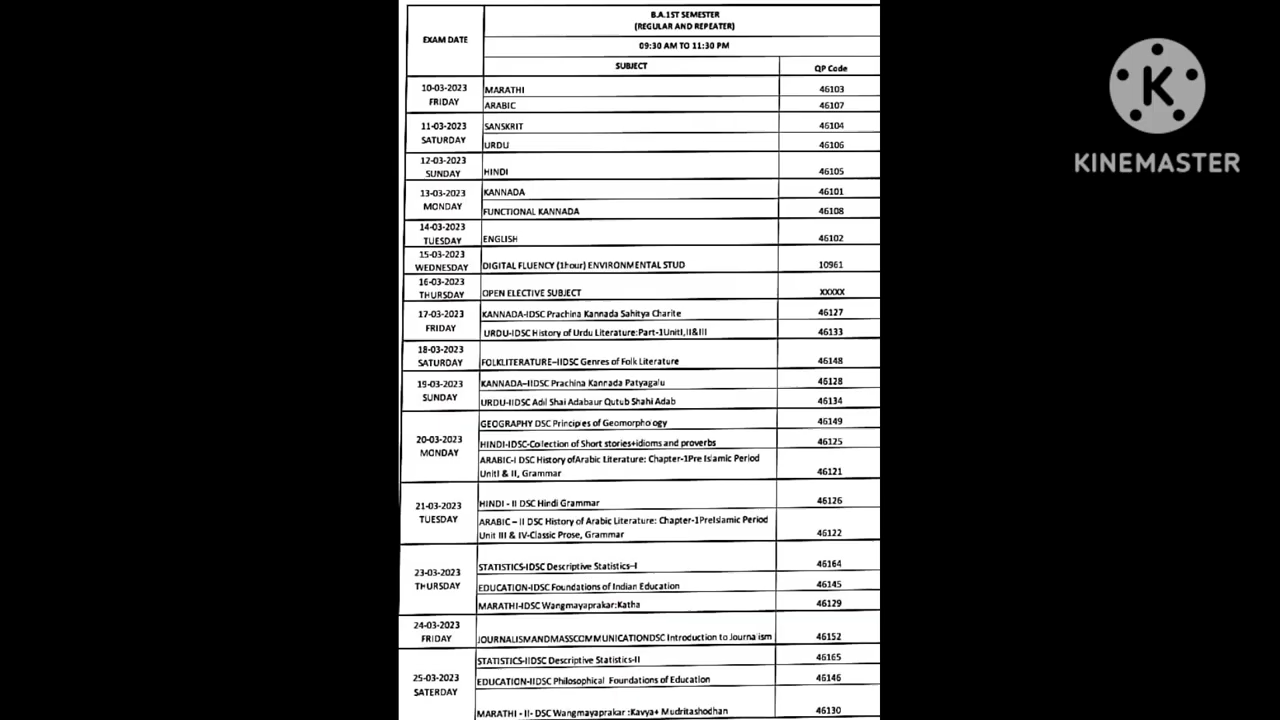 B.A.1ST SEMESTER
(REGULAR AND REPEATER)
EXAM DATE
09:30 AM TO 11:30 PM
SUBJECT QP Code
10-03-2023 FRIDAY
MARATHI 46103
ARABIC 46107
11-03-2023 SATURDAY
SANSKRIT 46104
URDU 46106
12-03-2023 SUNDAY
HINDI 46105
13-03-2023 MONDAY
KANNADA 46101
FUNCTIONAL KANNADA 46108
14-03-2023 TUESDAY
ENGLISH 46102
15-03-2023 WEDNESDAY
DIGITAL FLUENCY (1hour) ENVIRONMENTAL STUD 10961
16-03-2023 THURSDAY
OPEN ELECTIVE SUBJECT XXXXX
17-03-2023 FRIDAY
KANNADA-IDSC Prachina Kannada Sahitya Charite 46127
URDU-IDSC History of Urdu Literature:Part-1UnitI,II&III 46133
18-03-2023 SATURDAY
FOLKLITERATURE–IIDSC Genres of Folk Literature 46148
19-03-2023 SUNDAY
KANNADA–IIDSC Prachina Kannada Patyagalu 46128
URDU-IIDSC Adil Shai Adabaur Qutub Shahi Adab 46134
20-03-2023 MONDAY
GEOGRAPHY DSC Principles of Geomorphology 46149
HINDI-IDSC-Collection of Short stories+idioms and proverbs 46125
ARABIC-I DSC History ofArabic Literature: Chapter-1Pre Islamic Period
UnitI & II, Grammar 46121
21-03-2023 TUESDAY
HINDI - II DSC Hindi Grammar 46126
ARABIC – II DSC History of Arabic Literature: Chapter-1PreIslamic Period
Unit III & IV-Classic Prose, Grammar 46122
23-03-2023 THURSDAY
STATISTICS-IDSC Descriptive Statistics–I 46164
EDUCATION-IDSC Foundations of Indian Education 46145
MARATHI-IDSC Wangmayaprakar:Katha 46129
24-03-2023 FRIDAY
JOURNALISMANDMASSCOMMUNICATIONDSC Introduction to Journalism 46152
25-03-2023 SATERDAY
STATISTICS-IIDSC Descriptive Statistics-II 46165
EDUCATION-IIDSC Philosophical Foundations of Education 46146
MARATHI - II- DSC Wangmayaprakar :Kavya+ Mudritashodhan 46130
K
KINEMASTER